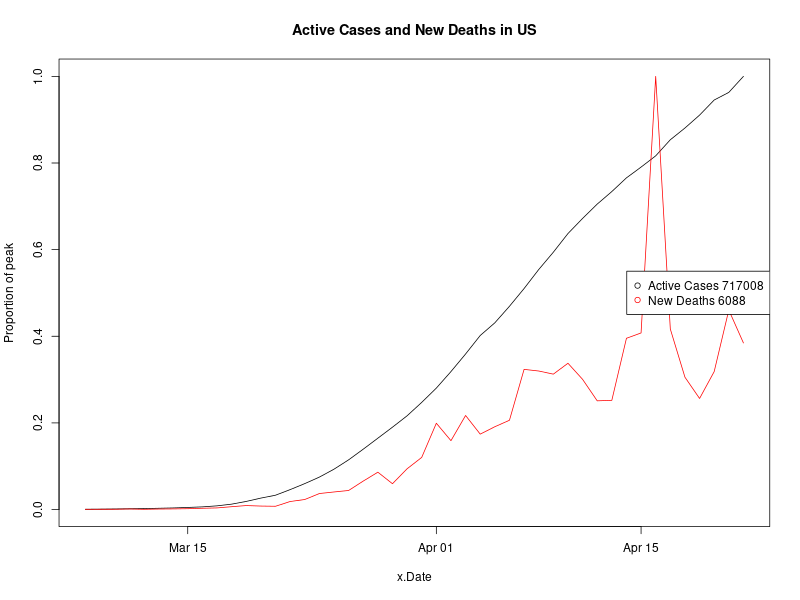 Active Cases and New Deaths in US
Proportion of peak
1.0
0.8
0.6
0.4
0.2
0.0
Active Cases 717008
New Deaths 6088
Mar 15
Apr 01
Apr 15
x.Date